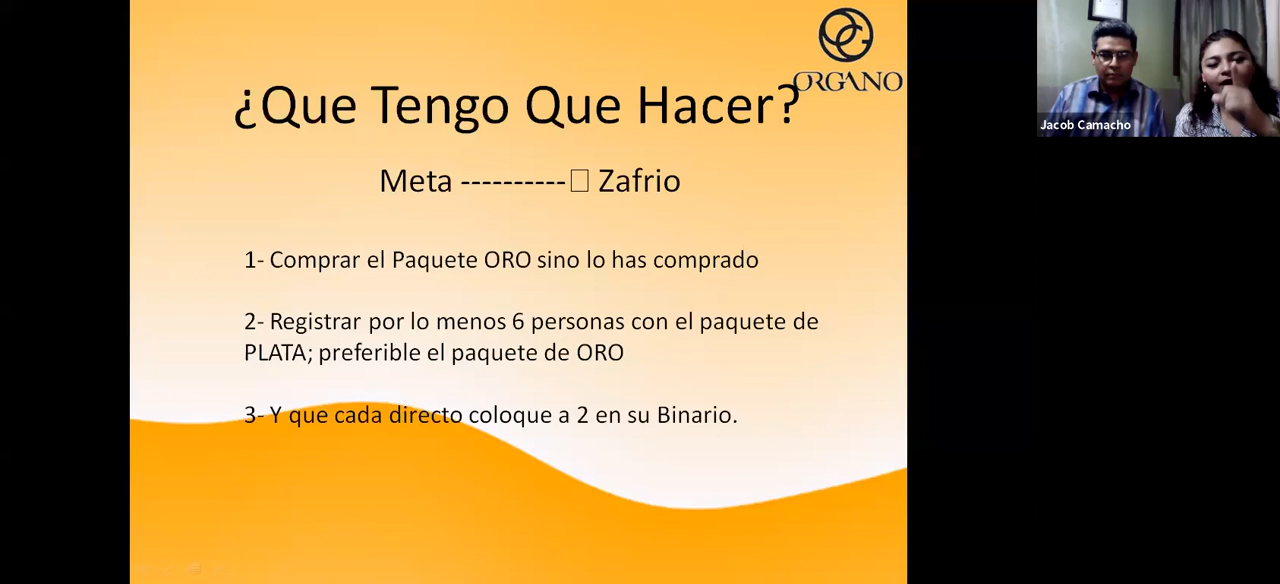 ORGANO
¿Que Tengo Que Hacer?
Meta ----------□ Zafrio
1- Comprar el Paquete ORO sino lo has comprado
2- Registrar por lo menos 6 personas con el paquete de
PLATA; preferible el paquete de ORO
3- Y que cada directo coloque a 2 en su Binario.
Jacob Camacho